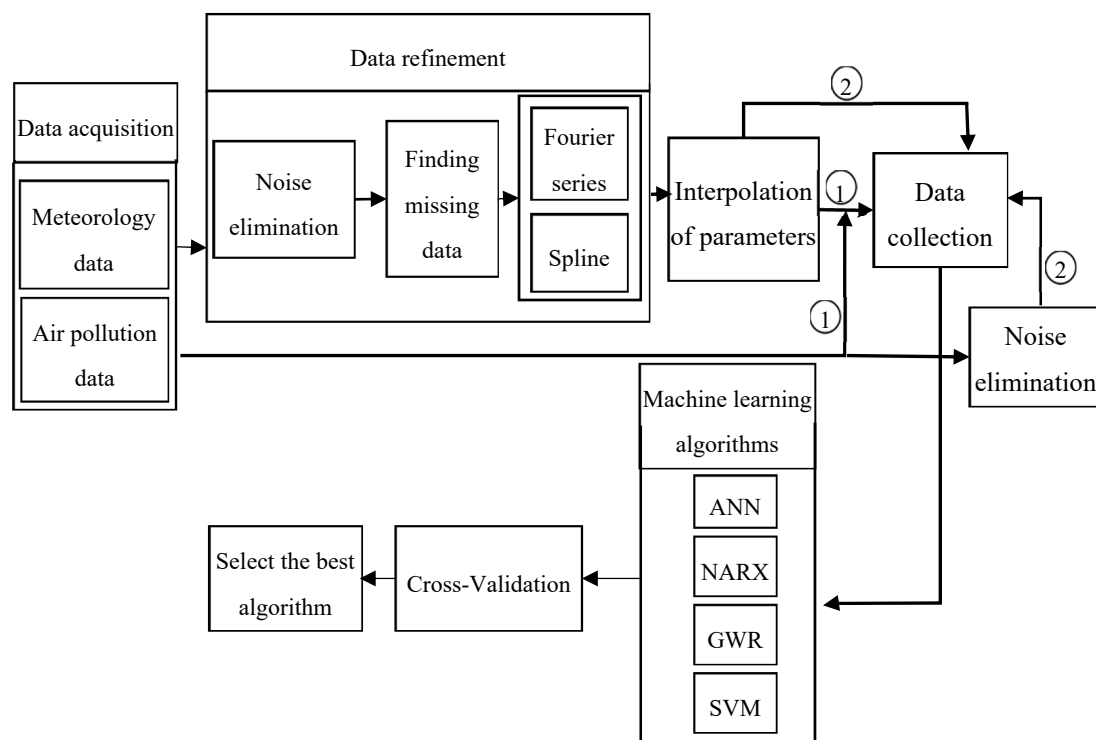 Data acquisition
Meteorology
data
Air pollution
data
Data refinement
Noise
elimination
Finding
missing
data
Fourier
series
Spline
Interpolation
of parameters
2
1
1
Data
collection
2
Noise
elimination
Machine learning
algorithms
ANN
NARX
GWR
SVM
Cross-Validation
Select the best
algorithm